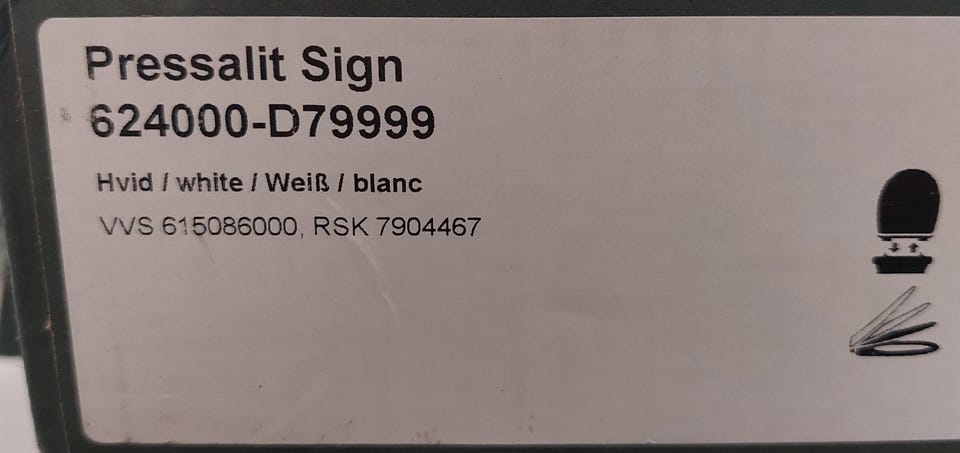 Pressalit Sign
624000-D79999
Hvid / white / Weiß / blanc
VVS 615086000, RSK 7904467